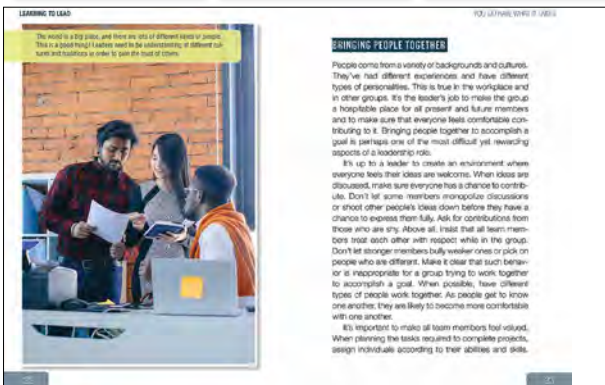 LEARNING TO LEAD
The world is a big place, and there are lots of different kinds of people.
This is a good thing! Leaders need to be understanding of different cul-
tures and traditions in order to gain the trust of others.
YOU DO HAVE WHAT IT TAKES
BRINGING PEOPLE TOGETHER
People come from a variety of backgrounds and cultures.
They've had different experiences and have different
types of personalities. This is true in the workplace and
in other groups. It's the leader's job to make the group
a hospitable place for all present and future members
and to make sure that everyone feels comfortable con-
tributing to it. Bringing people together to accomplish a
goal is perhaps one of the most difficult yet rewarding
aspects of a leadership role.
It's up to a leader to create an environment where
everyone feels their ideas are welcome. When ideas are
discussed, make sure everyone has a chance to contrib-
ute. Don't let some members monopolize discussions
or shoot other people's ideas down before they have a
chance to express them fully. Ask for contributions from
those who are shy. Above all, insist that all team mem-
bers treat each other with respect while in the group.
Don't let stronger members bully weaker ones or pick on
people who are different. Make it clear that such behav-
ior is inappropriate for a group trying to work together
to accomplish a goal. When possible, have different
types of people work together. As people get to know
one another, they are likely to become more comfortable
with one another.
It's important to make all team members feel valued.
When planning the tasks required to complete projects,
assign individuals according to their abilities and skills.